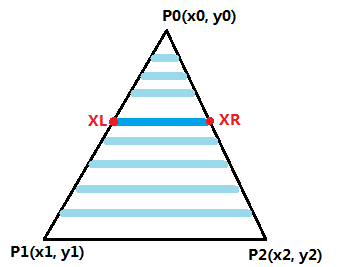 P0(x0, y0)
XL
XR
P1(x1, y1)
P2(x2, y2)